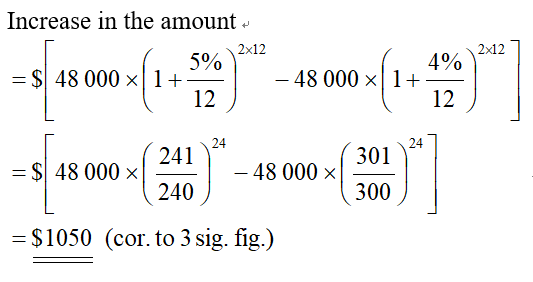 Increase in the amount ↵
= $[48 000 × (1 + 5%/12)^(2×12) − 48 000 × (1 + 4%/12)^(2×12)]
= $[48 000 × (241/240)^24 − 48 000 × (301/300)^24]
= $1050 (cor. to 3 sig. fig.)